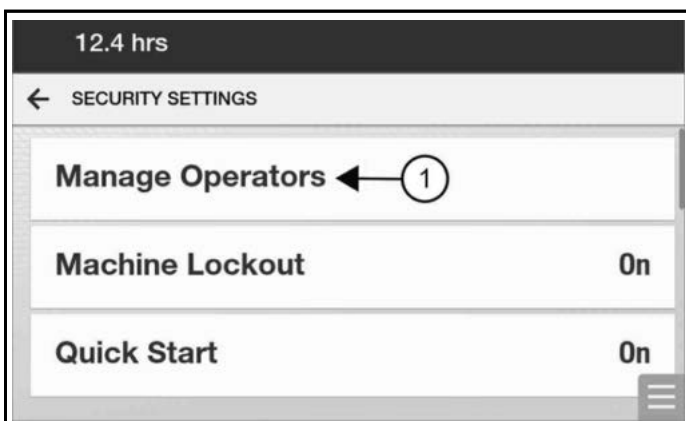 12.4 hrs
SECURITY SETTINGS
Manage Operators 1
Machine Lockout On
Quick Start On